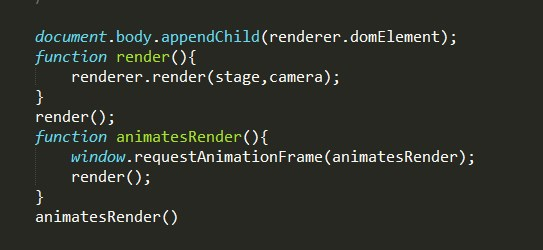 document.body.appendChild(renderer.domElement);
function render(){
    renderer.render(stage,camera);
}
render();
function animatesRender(){
    window.requestAnimationFrame(animatesRender);
    render();
}
animatesRender()